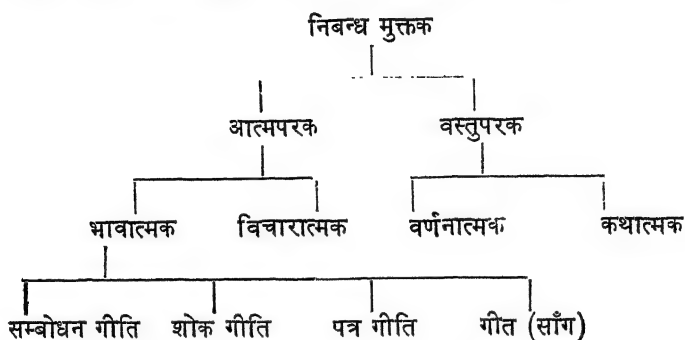 निबन्ध मुक्तक
आत्मपरक वस्तुपरक
भावात्मक विचारात्मक वर्णनात्मक कथात्मक
सम्बोधन गीति शोक गीति पत्र गीति गीत (साँग)